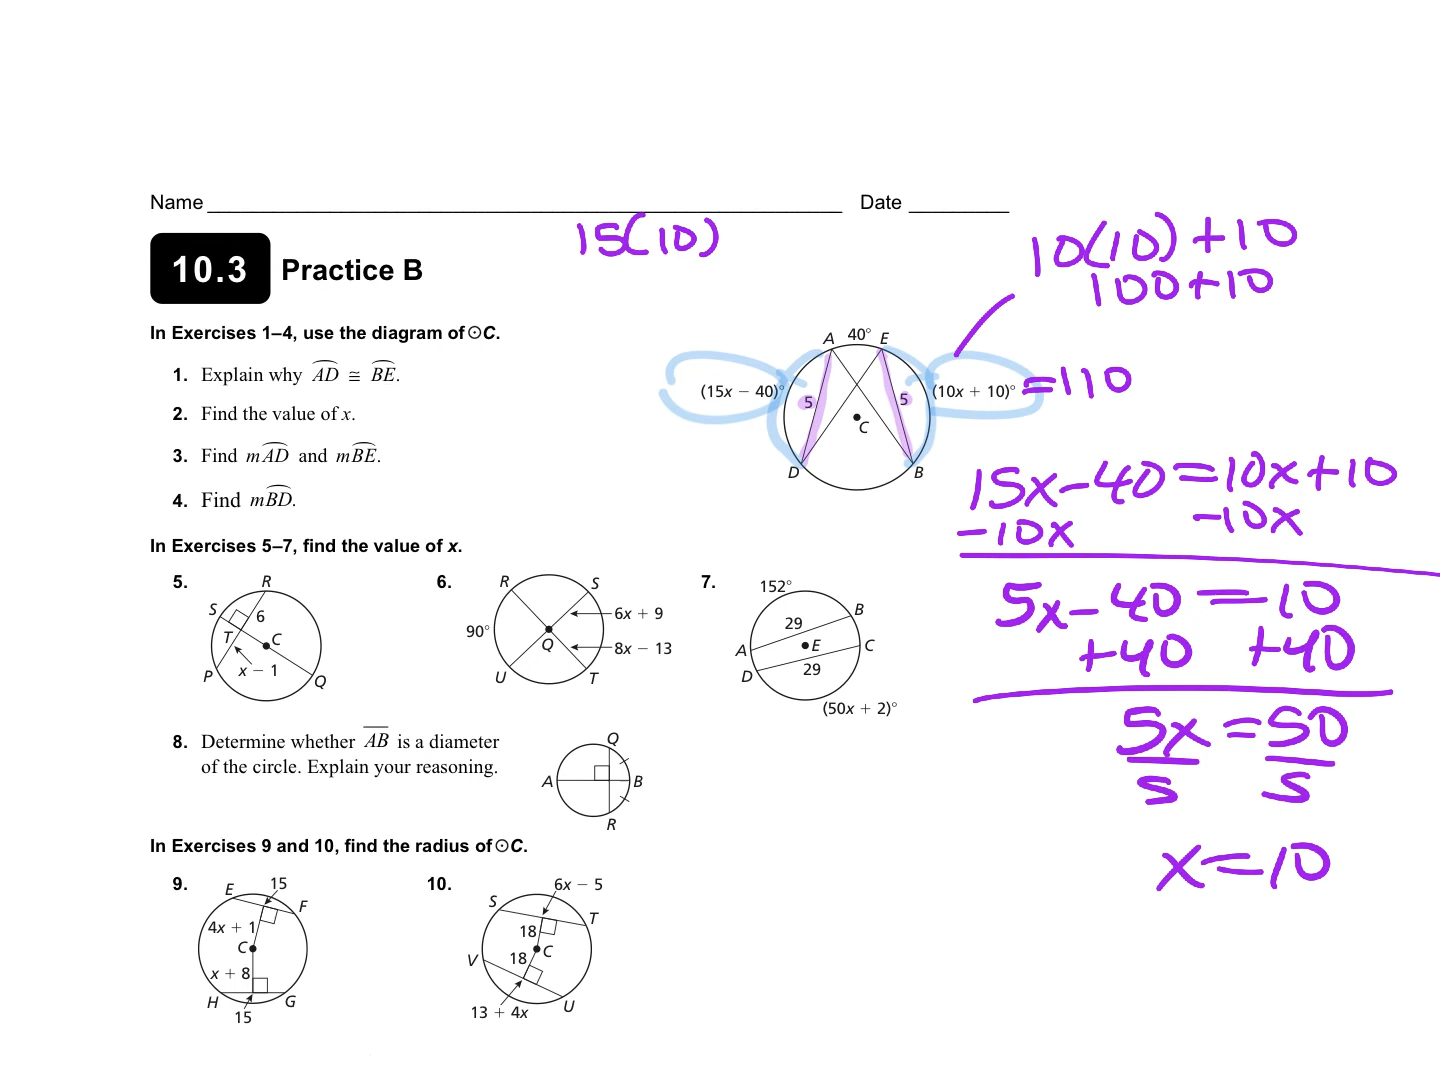 Name Date
15(10)
10(10) + 10
100 + 10
10.3 Practice B
In Exercises 1–4, use the diagram of ⊙C.
1. Explain why AD ≅ BE.
2. Find the value of x.
3. Find mAD and mBE.
4. Find mBD.
A 40° E
(15x − 40)° 5 5 (10x + 10)° = 110
C
D B
15x − 40 = 10x + 10
−10x −10x
5x − 40 = 10
+40 +40
5x = 50
5 5
x = 10
In Exercises 5–7, find the value of x.
5. R
S 6
T C
x − 1
P Q
6. R S
6x + 9
90° Q
8x − 13
U T
7. 152°
B
29
A E C
D 29
(50x + 2)°
8. Determine whether AB is a diameter
of the circle. Explain your reasoning.
Q
A B
R
In Exercises 9 and 10, find the radius of ⊙C.
9. E 15
F
4x + 1
C
x + 8
H G
15
10. 6x − 5
S T
18
C
V 18
U
13 + 4x